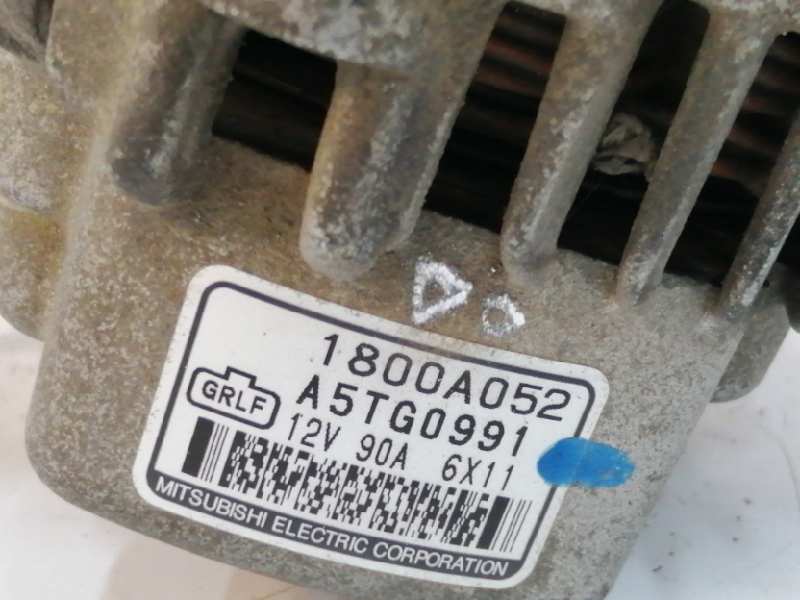 1800A052
GRLF
A5TG0991
12V 90A 6X11
MITSUBISHI ELECTRIC CORPORATION